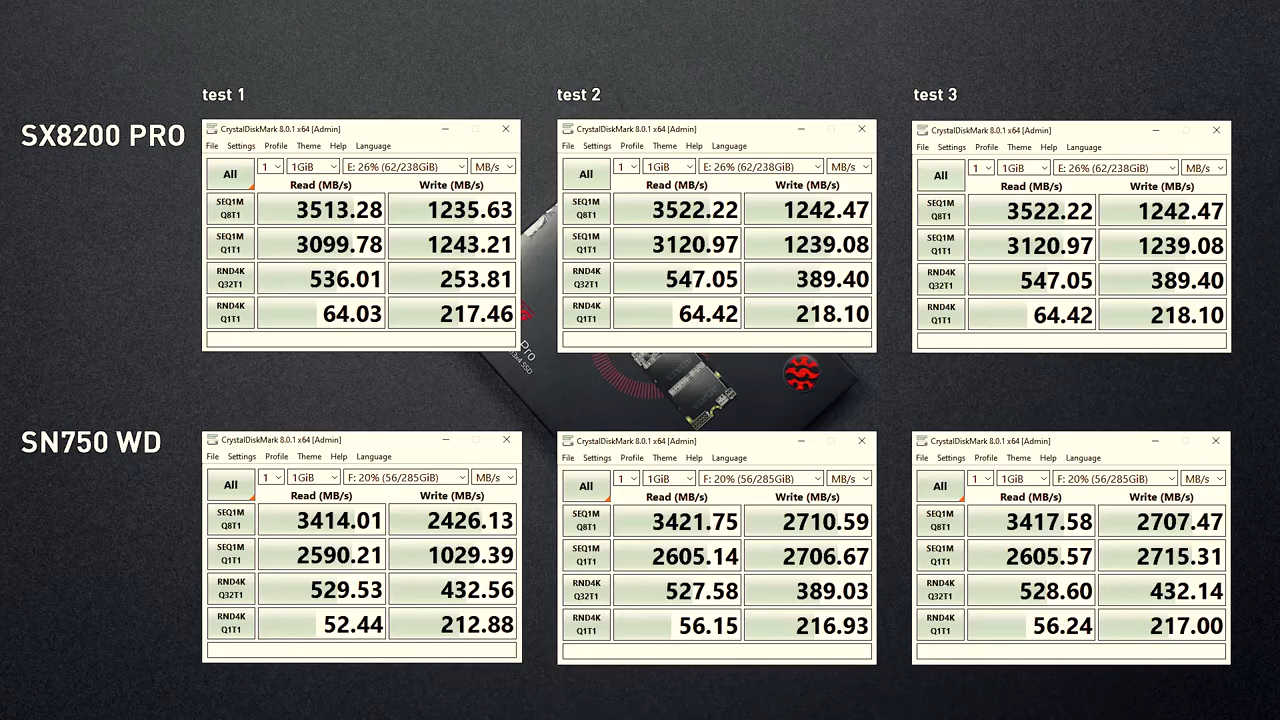 test 1
test 2
test 3
SX8200 PRO
CrystalDiskMark 8.0.1 x64 [Admin]
File Settings Profile Theme Help Language
All 1 1GiB E: 26% (62/238GiB) MB/s
Read (MB/s) Write (MB/s)
SEQ1M Q8T1 3513.28 1235.63
SEQ1M Q1T1 3099.78 1243.21
RND4K Q32T1 536.01 253.81
RND4K Q1T1 64.03 217.46
CrystalDiskMark 8.0.1 x64 [Admin]
File Settings Profile Theme Help Language
All 1 1GiB E: 26% (62/238GiB) MB/s
Read (MB/s) Write (MB/s)
SEQ1M Q8T1 3522.22 1242.47
SEQ1M Q1T1 3120.97 1239.08
RND4K Q32T1 547.05 389.40
RND4K Q1T1 64.42 218.10
CrystalDiskMark 8.0.1 x64 [Admin]
File Settings Profile Theme Help Language
All 1 1GiB E: 26% (62/238GiB) MB/s
Read (MB/s) Write (MB/s)
SEQ1M Q8T1 3522.22 1242.47
SEQ1M Q1T1 3120.97 1239.08
RND4K Q32T1 547.05 389.40
RND4K Q1T1 64.42 218.10
Pro
SN750 WD
CrystalDiskMark 8.0.1 x64 [Admin]
File Settings Profile Theme Help Language
All 1 1GiB F: 20% (56/285GiB) MB/s
Read (MB/s) Write (MB/s)
SEQ1M Q8T1 3414.01 2426.13
SEQ1M Q1T1 2590.21 1029.39
RND4K Q32T1 529.53 432.56
RND4K Q1T1 52.44 212.88
CrystalDiskMark 8.0.1 x64 [Admin]
File Settings Profile Theme Help Language
All 1 1GiB F: 20% (56/285GiB) MB/s
Read (MB/s) Write (MB/s)
SEQ1M Q8T1 3421.75 2710.59
SEQ1M Q1T1 2605.14 2706.67
RND4K Q32T1 527.58 389.03
RND4K Q1T1 56.15 216.93
CrystalDiskMark 8.0.1 x64 [Admin]
File Settings Profile Theme Help Language
All 1 1GiB F: 20% (56/285GiB) MB/s
Read (MB/s) Write (MB/s)
SEQ1M Q8T1 3417.58 2707.47
SEQ1M Q1T1 2605.57 2715.31
RND4K Q32T1 528.60 432.14
RND4K Q1T1 56.24 217.00